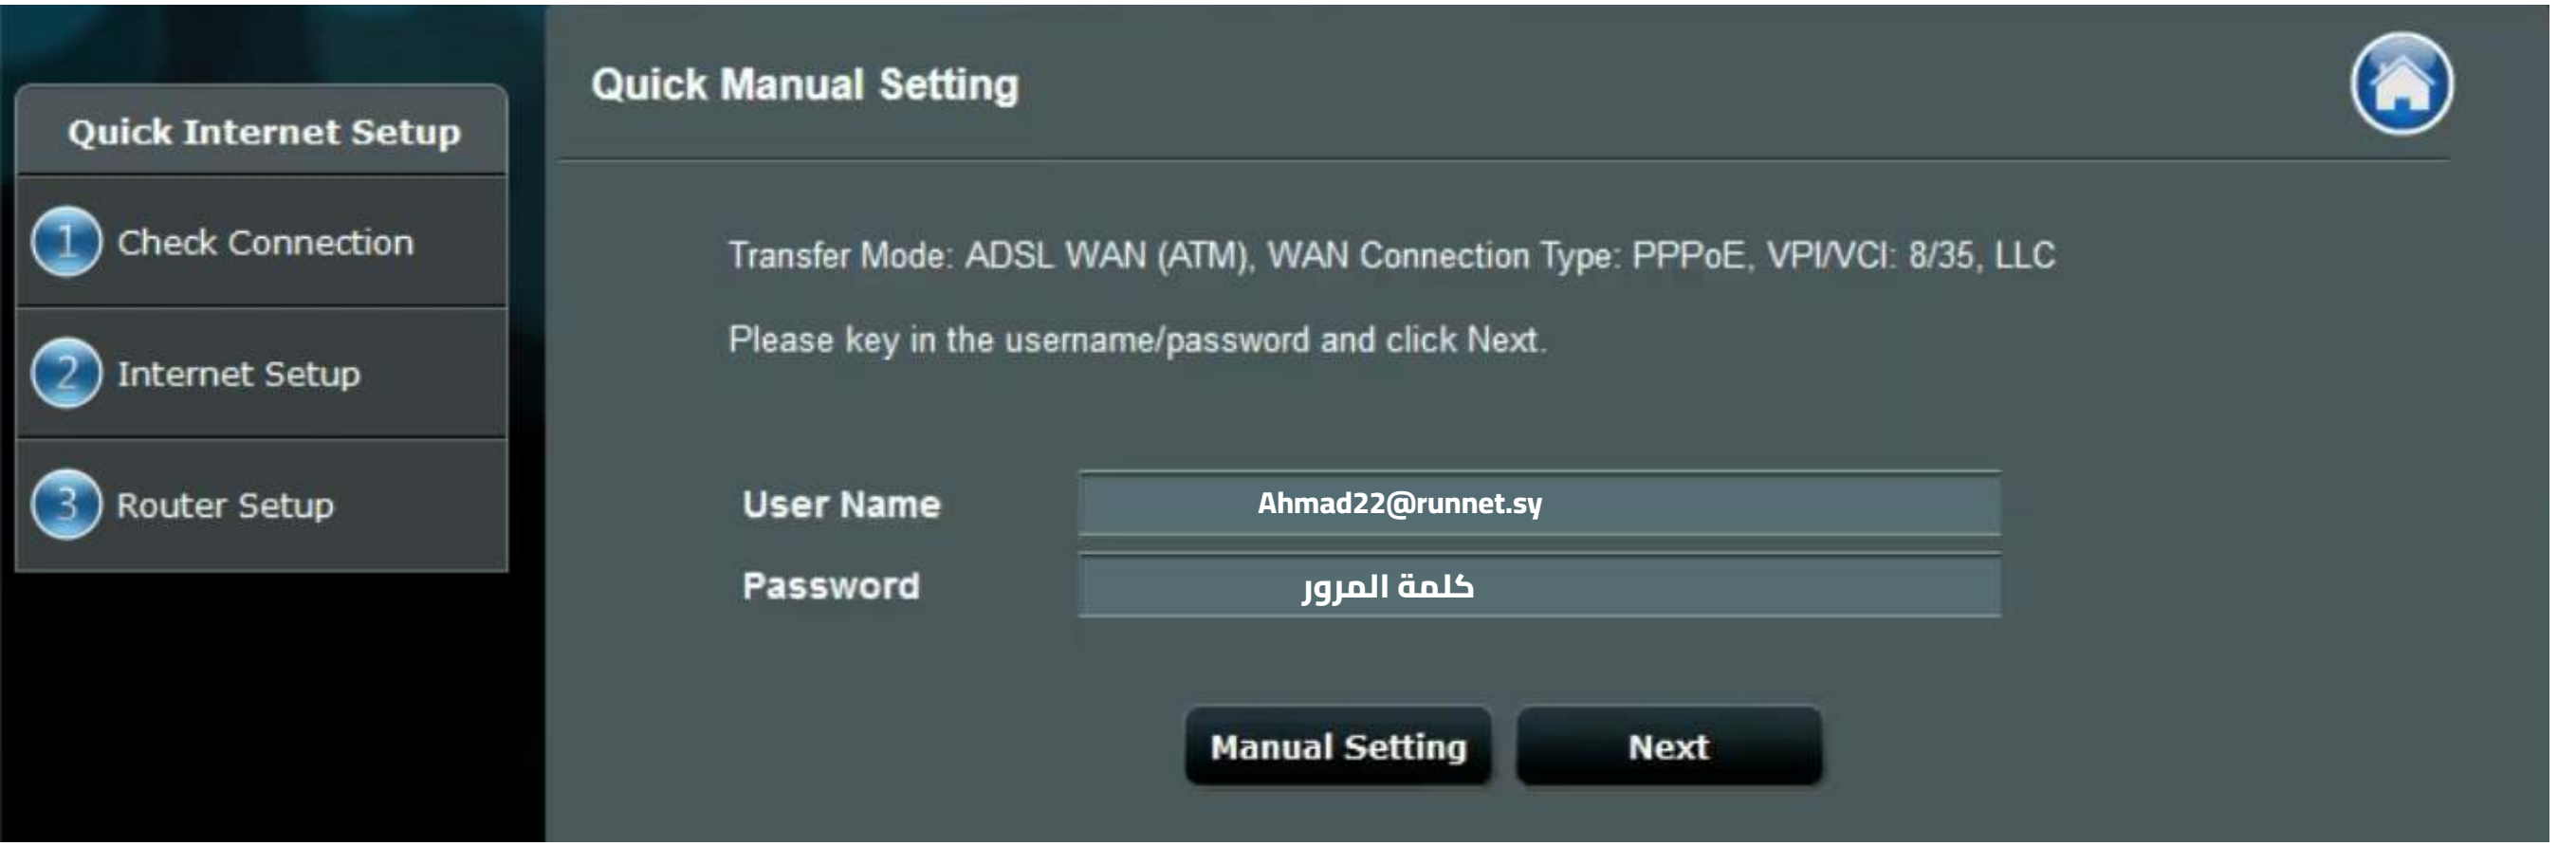 Quick Internet Setup
1 Check Connection
2 Internet Setup
3 Router Setup
Quick Manual Setting
Transfer Mode: ADSL WAN (ATM), WAN Connection Type: PPPoE, VPI/VCI: 8/35, LLC
Please key in the username/password and click Next.
User Name Ahmad22@runnet.sy
Password كلمة المرور
Manual Setting Next